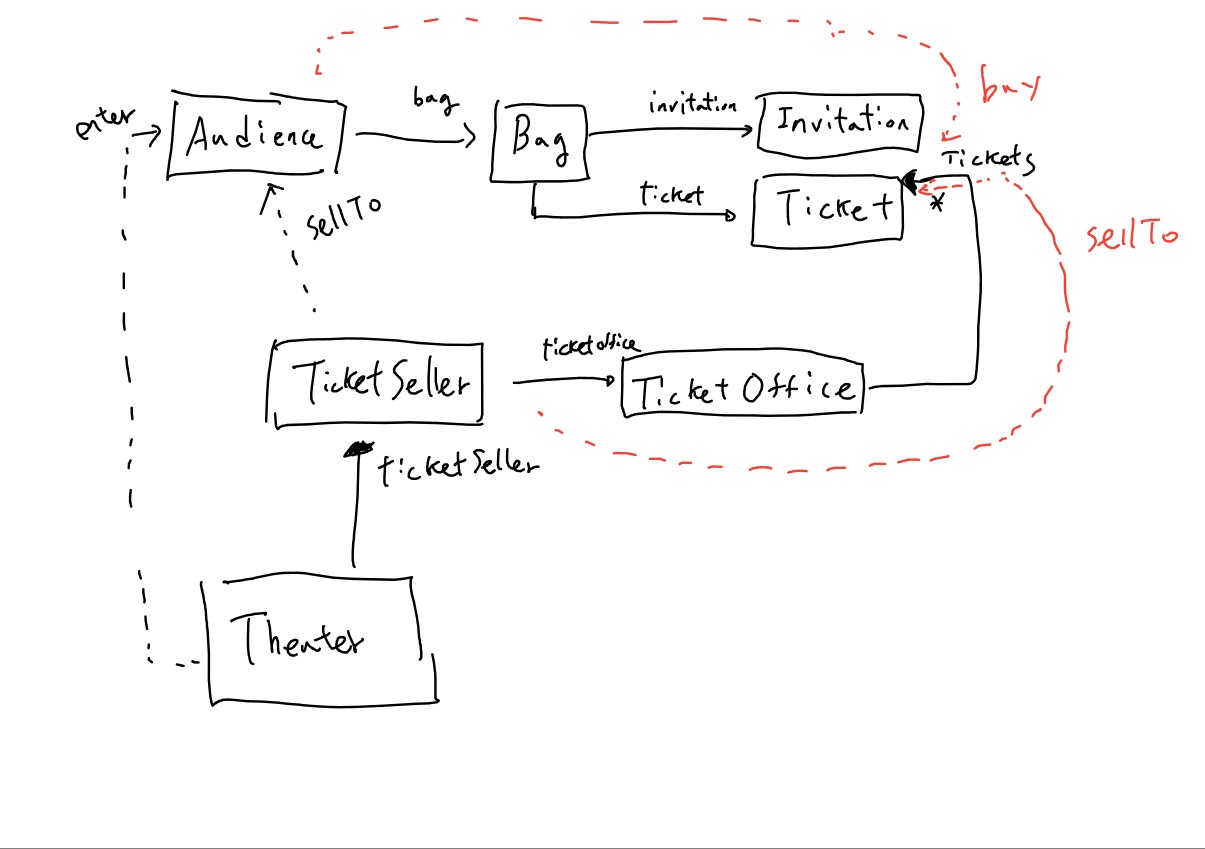 buy
bag
enter
Audience
Bag
invitation
Invitation
Tickets
ticket
Ticket
*
sellTo
sellTo
TicketSeller
ticketoffice
TicketOffice
ticketSeller
Theater